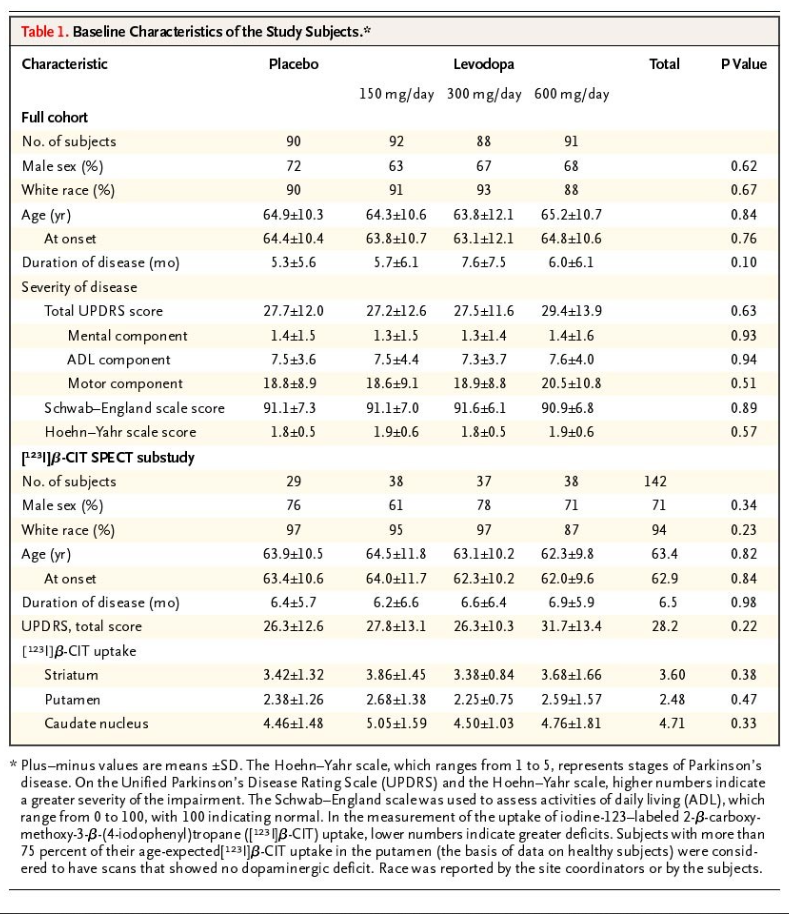 Table 1. Baseline Characteristics of the Study Subjects.*
Characteristic Placebo Levodopa Total P Value
150 mg/day 300 mg/day 600 mg/day
Full cohort
No. of subjects 90 92 88 91
Male sex (%) 72 63 67 68 0.62
White race (%) 90 91 93 88 0.67
Age (yr) 64.9±10.3 64.3±10.6 63.8±12.1 65.2±10.7 0.84
At onset 64.4±10.4 63.8±10.7 63.1±12.1 64.8±10.6 0.76
Duration of disease (mo) 5.3±5.6 5.7±6.1 7.6±7.5 6.0±6.1 0.10
Severity of disease
Total UPDRS score 27.7±12.0 27.2±12.6 27.5±11.6 29.4±13.9 0.63
Mental component 1.4±1.5 1.3±1.5 1.3±1.4 1.4±1.6 0.93
ADL component 7.5±3.6 7.5±4.4 7.3±3.7 7.6±4.0 0.94
Motor component 18.8±8.9 18.6±9.1 18.9±8.8 20.5±10.8 0.51
Schwab–England scale score 91.1±7.3 91.1±7.0 91.6±6.1 90.9±6.8 0.89
Hoehn–Yahr scale score 1.8±0.5 1.9±0.6 1.8±0.5 1.9±0.6 0.57
[¹²³I]β-CIT SPECT substudy
No. of subjects 29 38 37 38 142
Male sex (%) 76 61 78 71 71 0.34
White race (%) 97 95 97 87 94 0.23
Age (yr) 63.9±10.5 64.5±11.8 63.1±10.2 62.3±9.8 63.4 0.82
At onset 63.4±10.6 64.0±11.7 62.3±10.2 62.0±9.6 62.9 0.84
Duration of disease (mo) 6.4±5.7 6.2±6.6 6.6±6.4 6.9±5.9 6.5 0.98
UPDRS, total score 26.3±12.6 27.8±13.1 26.3±10.3 31.7±13.4 28.2 0.22
[¹²³I]β-CIT uptake
Striatum 3.42±1.32 3.86±1.45 3.38±0.84 3.68±1.66 3.60 0.38
Putamen 2.38±1.26 2.68±1.38 2.25±0.75 2.59±1.57 2.48 0.47
Caudate nucleus 4.46±1.48 5.05±1.59 4.50±1.03 4.76±1.81 4.71 0.33
* Plus–minus values are means ±SD. The Hoehn–Yahr scale, which ranges from 1 to 5, represents stages of Parkinson's
disease. On the Unified Parkinson's Disease Rating Scale (UPDRS) and the Hoehn–Yahr scale, higher numbers indicate
a greater severity of the impairment. The Schwab–England scale was used to assess activities of daily living (ADL), which
range from 0 to 100, with 100 indicating normal. In the measurement of the uptake of iodine-123–labeled 2-β-carboxy-
methoxy-3-β-(4-iodophenyl)tropane ([¹²³I]β-CIT) uptake, lower numbers indicate greater deficits. Subjects with more than
75 percent of their age-expected[¹²³I]β-CIT uptake in the putamen (the basis of data on healthy subjects) were consid-
ered to have scans that showed no dopaminergic deficit. Race was reported by the site coordinators or by the subjects.